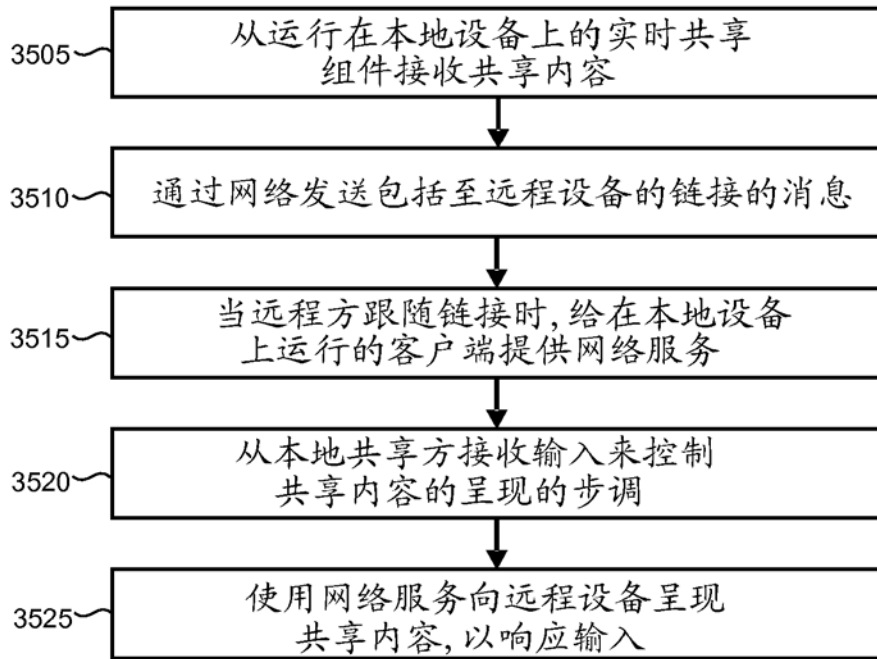 3505
从运行在本地设备上的实时共享
组件接收共享内容
3510
通过网络发送包括至远程设备的链接的消息
3515
当远程方跟随链接时,给在本地设备
上运行的客户端提供网络服务
3520
从本地共享方接收输入来控制
共享内容的呈现的步调
3525
使用网络服务向远程设备呈现
共享内容,以响应输入